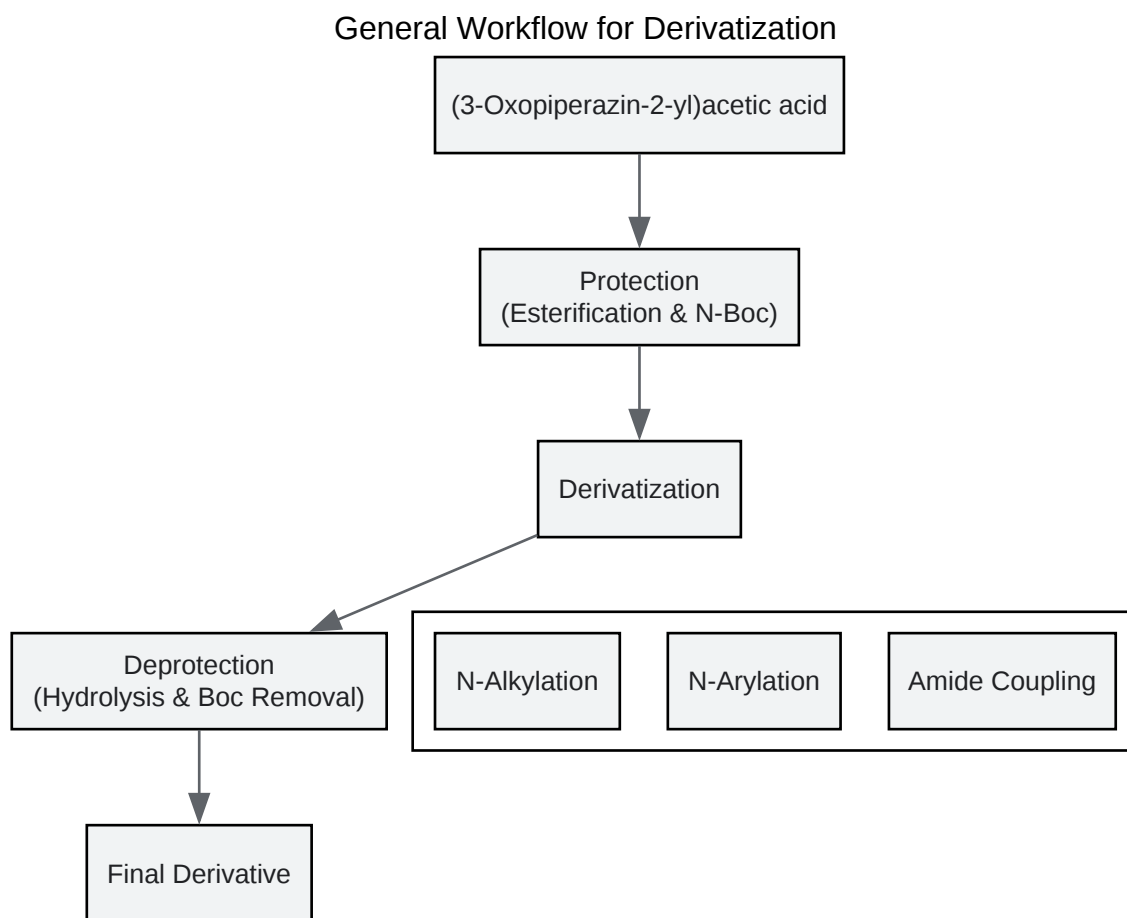 General Workflow for Derivatization
(3-Oxopiperazin-2-yl)acetic acid
Protection
(Esterification & N-Boc)
Derivatization
Deprotection
(Hydrolysis & Boc Removal)
N-Alkylation
N-Arylation
Amide Coupling
Final Derivative